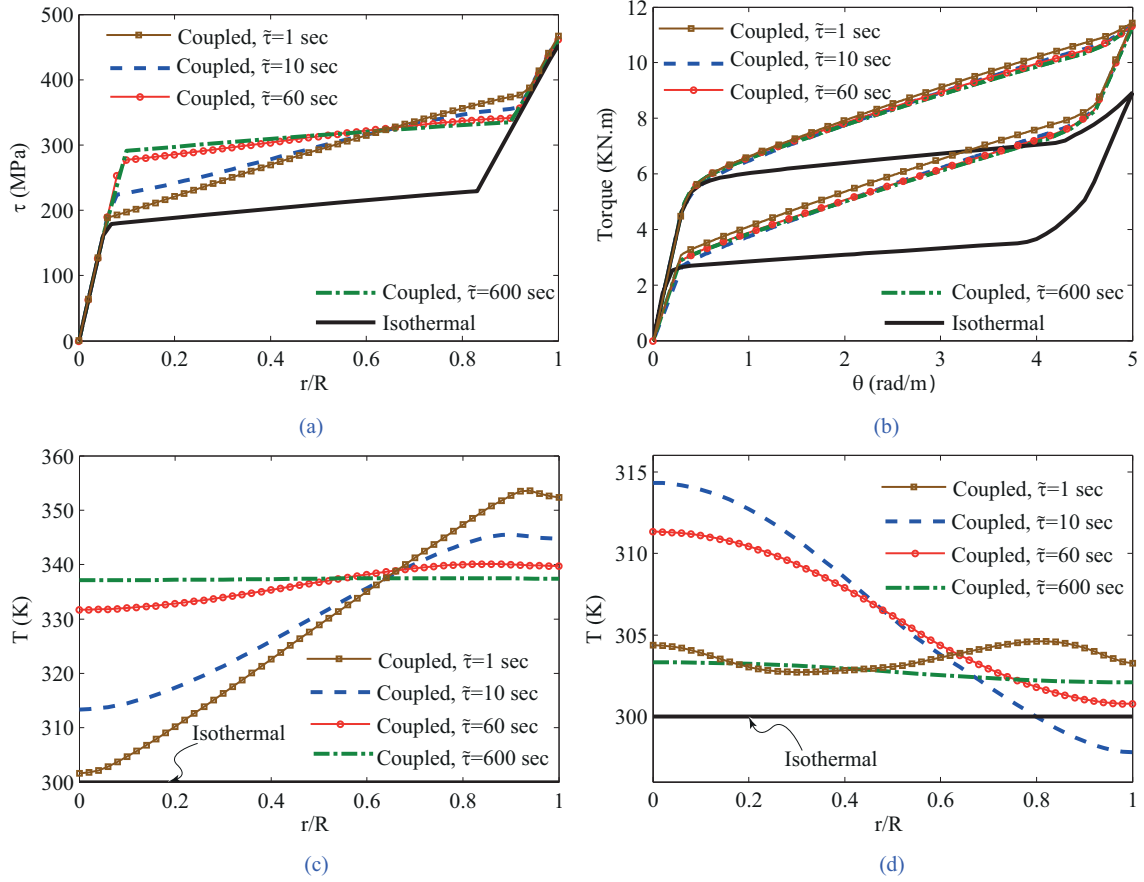 τ (MPa)
500
400
300
200
100
0
Coupled, τ̃=1 sec
Coupled, τ̃=10 sec
Coupled, τ̃=60 sec
Coupled, τ̃=600 sec
Isothermal
0 0.2 0.4 0.6 0.8 1
r/R
(a)
Torque (KN.m)
12
10
8
6
4
2
0
Coupled, τ̃=1 sec
Coupled, τ̃=10 sec
Coupled, τ̃=60 sec
Coupled, τ̃=600 sec
Isothermal
0 1 2 3 4 5
θ (rad/m)
(b)
T (K)
360
350
340
330
320
310
300
Coupled, τ̃=1 sec
Coupled, τ̃=10 sec
Coupled, τ̃=60 sec
Coupled, τ̃=600 sec
Isothermal
0 0.2 0.4 0.6 0.8 1
r/R
(c)
T (K)
315
310
305
300
Coupled, τ̃=1 sec
Coupled, τ̃=10 sec
Coupled, τ̃=60 sec
Coupled, τ̃=600 sec
Isothermal
0 0.2 0.4 0.6 0.8 1
r/R
(d)